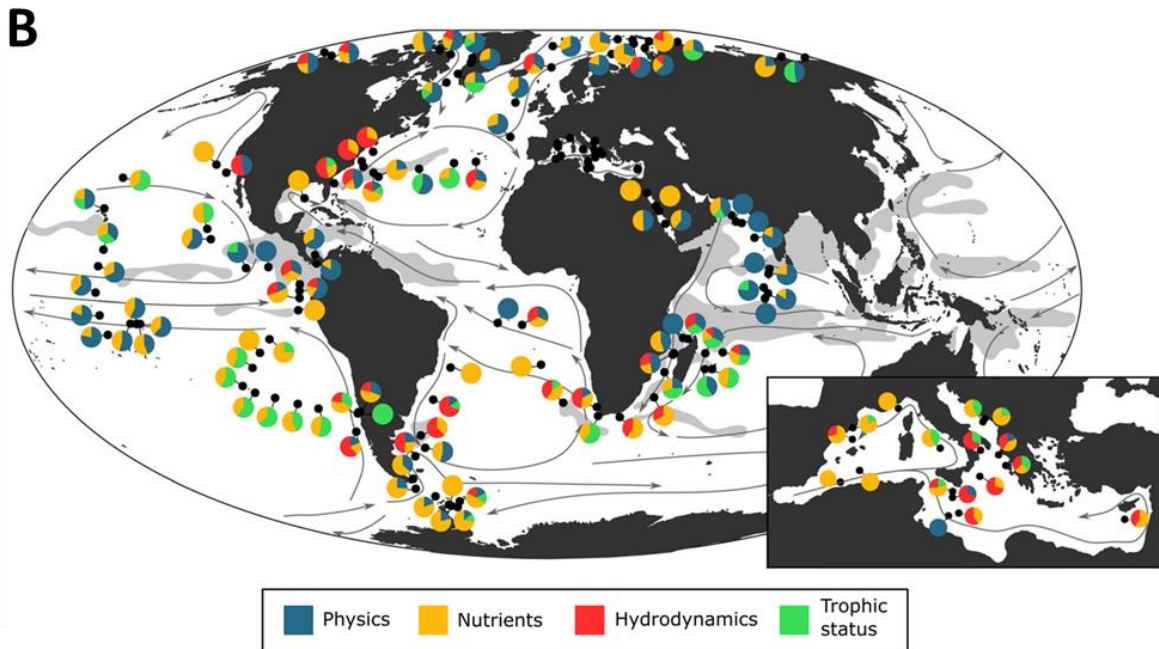 B
Physics
Nutrients
Hydrodynamics
Trophic
status